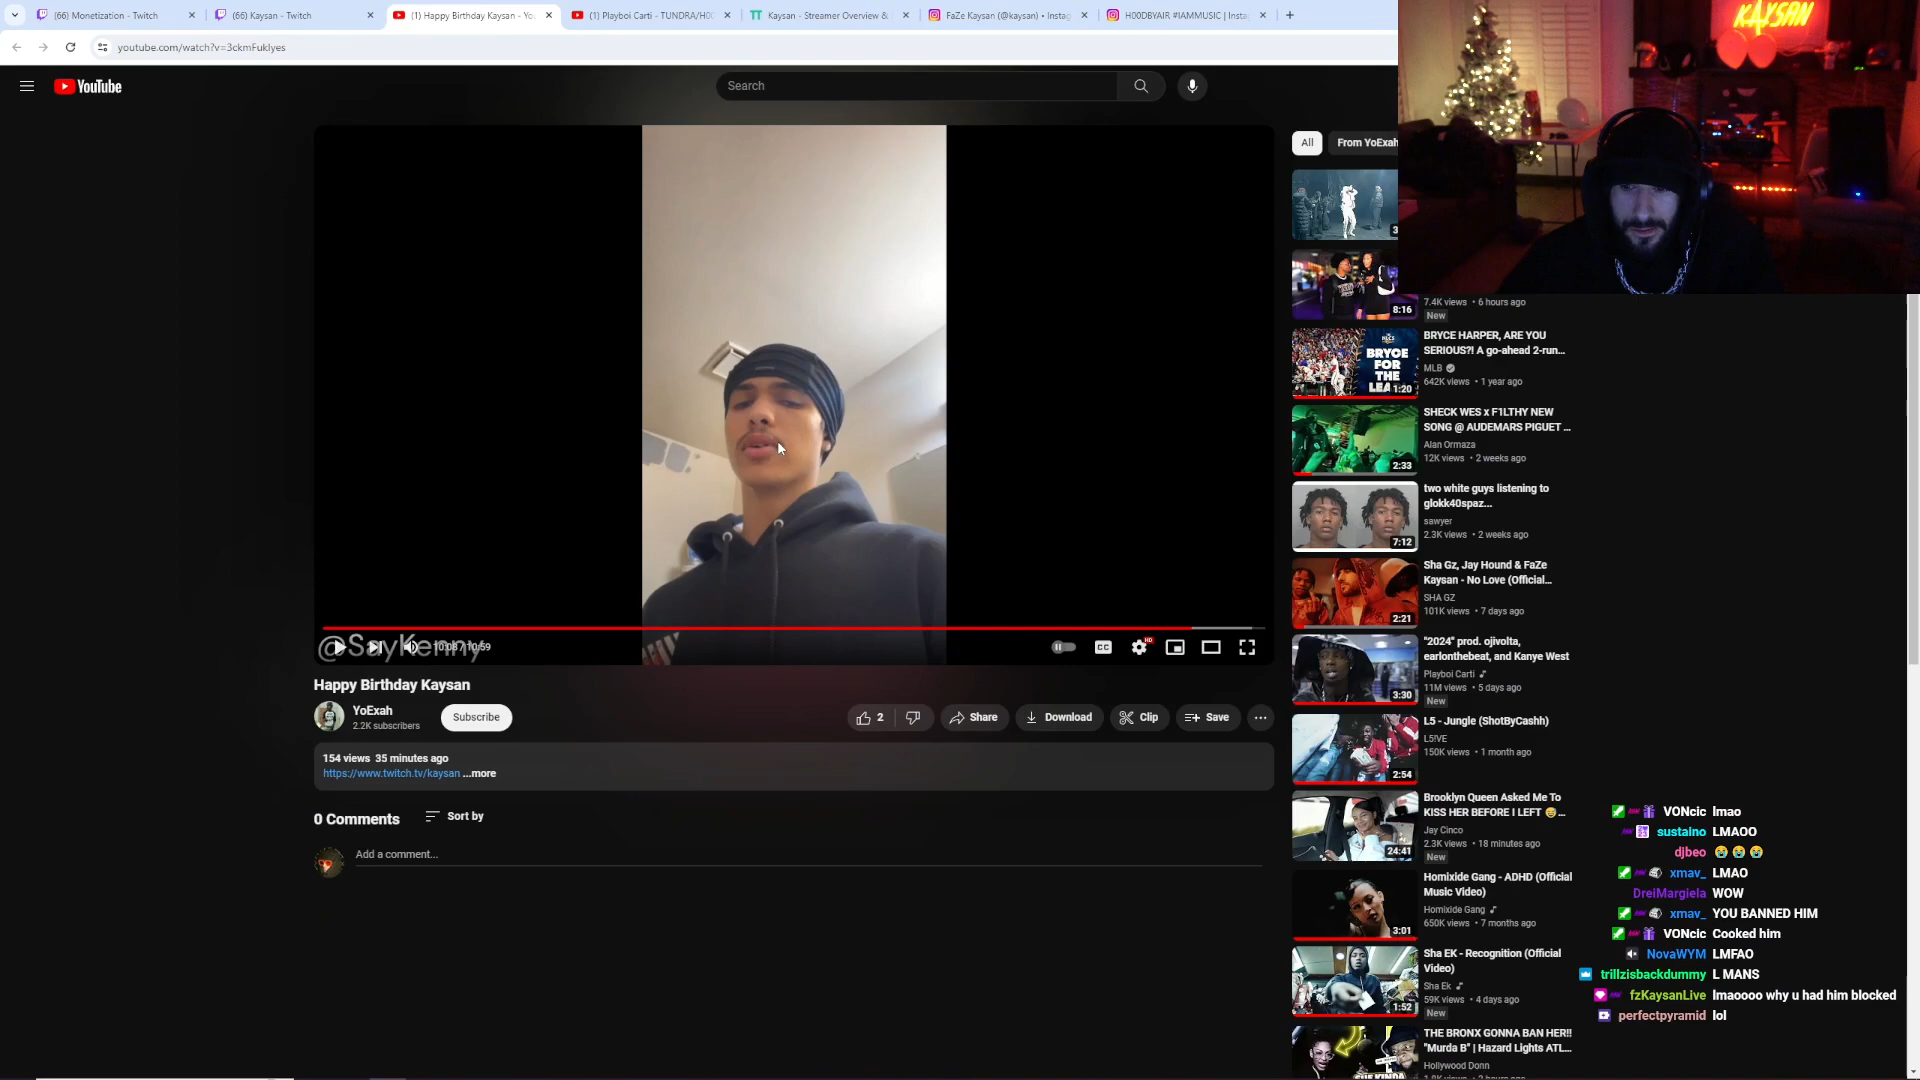 (66) Monetization - Twitch
(66) Kaysan - Twitch
(1) Happy Birthday Kaysan - Yo
(1) Playboi Carti - TUNDRA/H00
Kaysan - Streamer Overview &
FaZe Kaysan (@kaysan) • Instag
H00DBYAIR #IAMMUSIC | Insta
youtube.com/watch?v=3ckmFukIyes
KAYSAN
YouTube
Search
All
From YoExah
8:16
7.4K views • 6 hours ago
New
BRYCE FOR THE LEA
1:20
BRYCE HARPER, ARE YOU
SERIOUS?! A go-ahead 2-run...
MLB
642K views • 1 year ago
SHECK WES x F1LTHY NEW
SONG @ AUDEMARS PIGUET ...
Alan Ormaza
12K views • 2 weeks ago
2:33
two white guys listening to
glokk40spaz...
sawyer
2.3K views • 2 weeks ago
7:12
Sha Gz, Jay Hound & FaZe
Kaysan - No Love (Official...
SHA GZ
101K views • 7 days ago
2:21
"2024" prod. ojivolta,
earlonthebeat, and Kanye West
Playboi Carti
11M views • 5 days ago
New
3:30
L5 - Jungle (ShotByCashh)
L5!VE
150K views • 1 month ago
2:54
Brooklyn Queen Asked Me To
KISS HER BEFORE I LEFT 😅...
Jay Cinco
2.3K views • 18 minutes ago
New
24:41
Homixide Gang - ADHD (Official
Music Video)
Homixide Gang
650K views • 7 months ago
3:01
Sha EK - Recognition (Official
Video)
Sha Ek
59K views • 4 days ago
New
1:52
THE BRONX GONNA BAN HER!!
"Murda B" | Hazard Lights ATL...
Hollywood Donn
@SayKenny
10:08 / 10:59
CC
HD
Happy Birthday Kaysan
YoExah
2.2K subscribers
Subscribe
2
Share
Download
Clip
Save
154 views 35 minutes ago
https://www.twitch.tv/kaysan ...more
0 Comments
Sort by
Add a comment...
VONcic lmao
sustaino LMAOO
djbeo 😭 😭 😭
xmav_ LMAO
DreiMargiela WOW
xmav_ YOU BANNED HIM
VONcic Cooked him
NovaWYM LMFAO
trillzisbackdummy L MANS
fzKaysanLive lmaoooo why u had him blocked
perfectpyramid lol